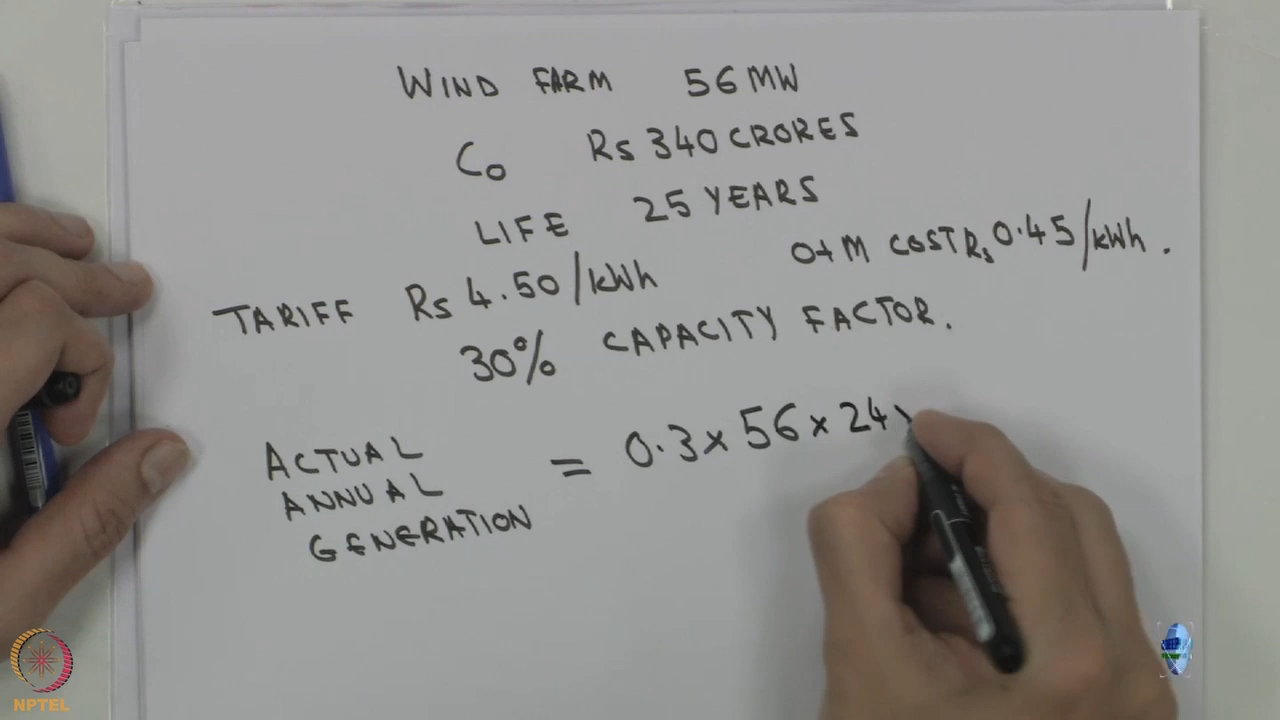 WIND FARM 56 MW
Co Rs 340 CRORES
LIFE 25 YEARS
O+M COST Rs 0.45/kWh.
TARIFF Rs 4.50/kWh
30% CAPACITY FACTOR.
ACTUAL
ANNUAL
GENERATION = 0.3 x 56 x 24 x
NPTEL